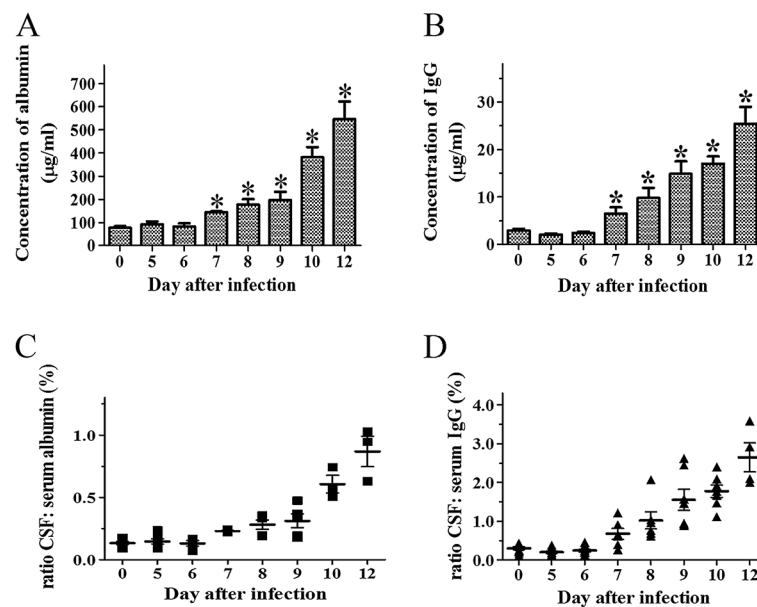 A
Concentration of albumin
(μg/ml)
700
600
500
400
300
200
100
0
* * * * *
0 5 6 7 8 9 10 12
Day after infection
B
Concentration of IgG
(μg/ml)
30
20
10
0
* * * * *
0 5 6 7 8 9 10 12
Day after infection
C
ratio CSF: serum albumin (%)
1.0
0.5
0.0
0 5 6 7 8 9 10 12
Day after infection
D
ratio CSF: serum IgG (%)
4.0
3.0
2.0
1.0
0.0
0 5 6 7 8 9 10 12
Day after infection